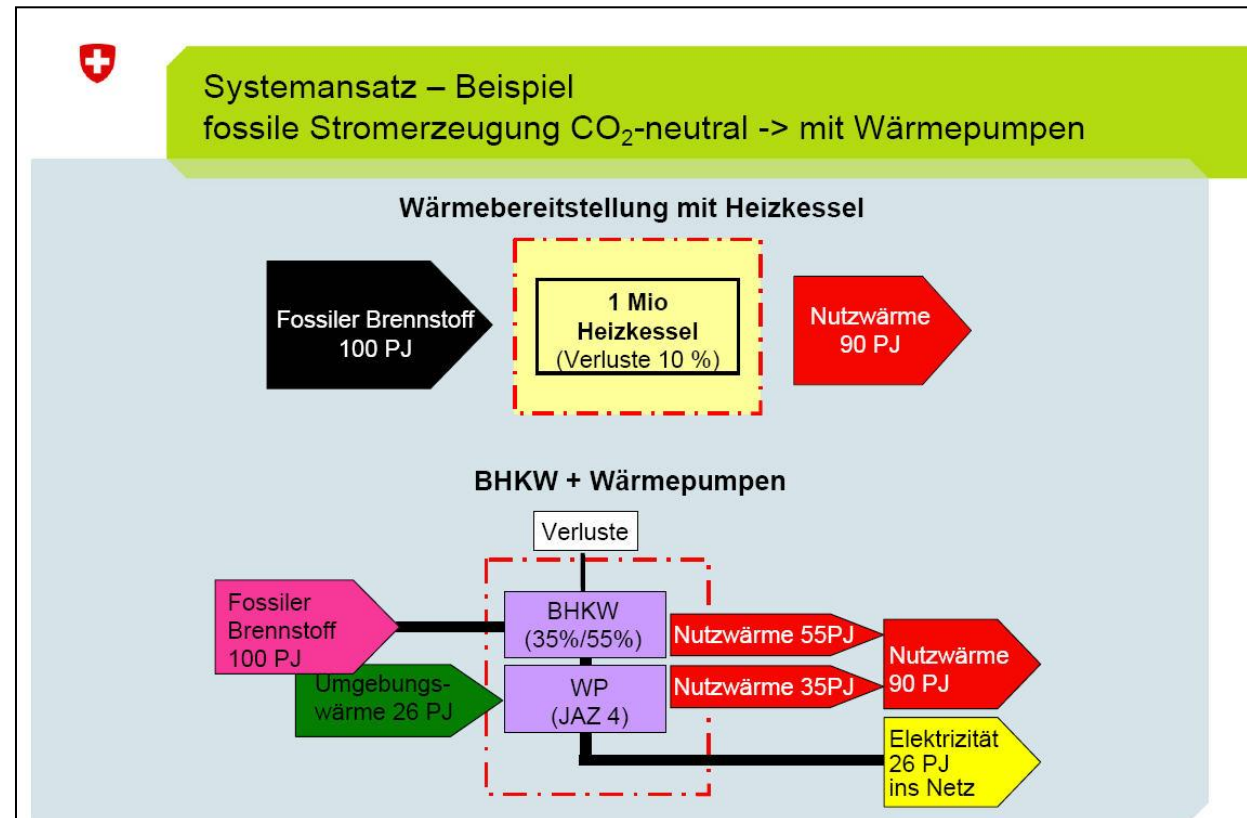 Systemansatz – Beispiel
fossile Stromerzeugung CO₂-neutral -> mit Wärmepumpen
Wärmebereitstellung mit Heizkessel
Fossiler Brennstoff
100 PJ
1 Mio
Heizkessel
(Verluste 10 %)
Nutzwärme
90 PJ
BHKW + Wärmepumpen
Verluste
Fossiler
Brennstoff
100 PJ
Umgebungs-
wärme 26 PJ
BHKW
(35%/55%)
WP
(JAZ 4)
Nutzwärme 55PJ
Nutzwärme 35PJ
Nutzwärme
90 PJ
Elektrizität
26 PJ
ins Netz